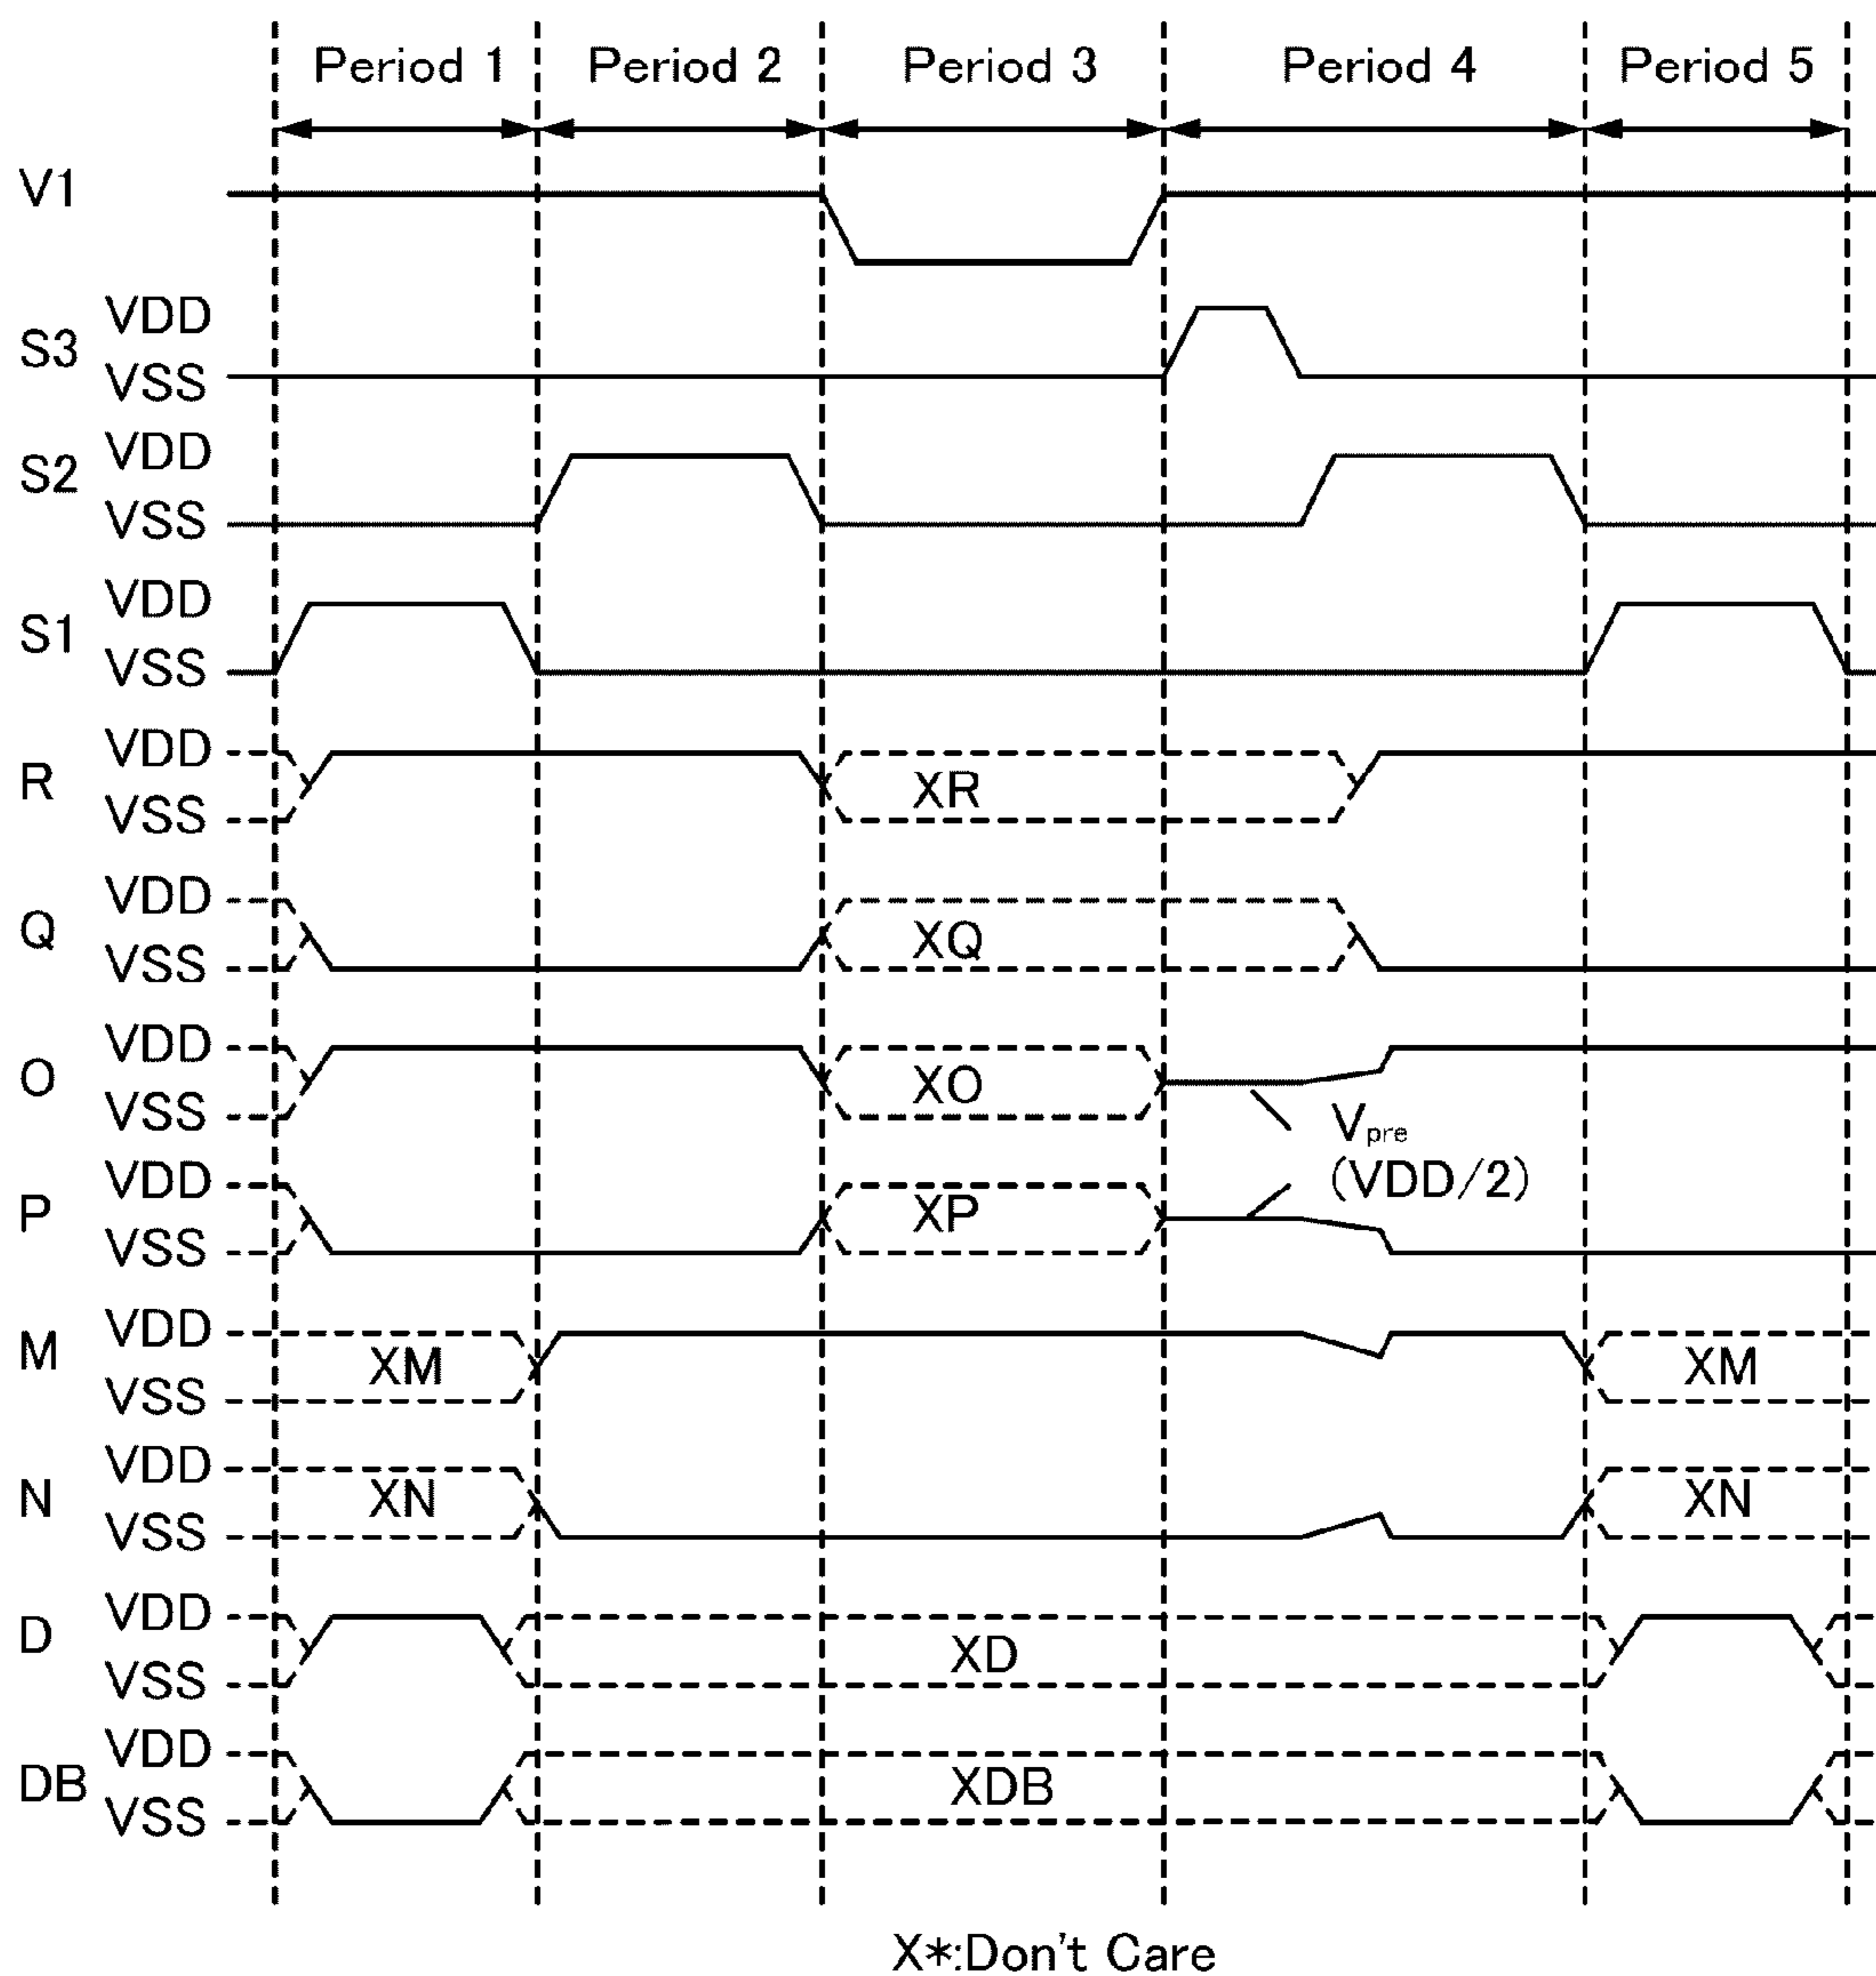 Period 1 Period 2 Period 3 Period 4 Period 5
V1
VDD
S3
VSS
VDD
S2
VSS
VDD
S1
VSS
VDD
R XR
VSS
VDD
Q XQ
VSS
VDD
O XO
VSS
Vpre
(VDD/2)
VDD
P XP
VSS
VDD
M XM XM
VSS
VDD
N XN XN
VSS
VDD
D XD
VSS
VDD
DB XDB
VSS
X*:Don't Care